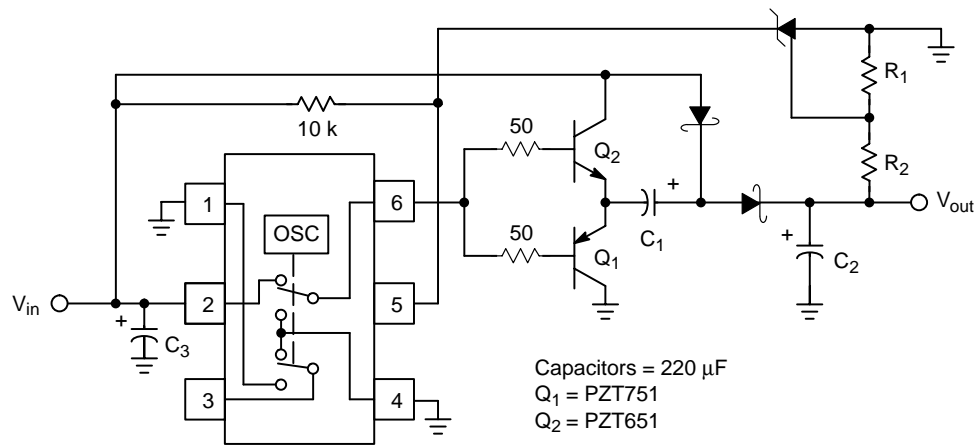 R1
10 k
50
Q2
R2
1
6
OSC
+
Vout
C1
50
+
C2
Q1
Vin
2
5
+
C3
3
4
Capacitors = 220 μF
Q1 = PZT751
Q2 = PZT651